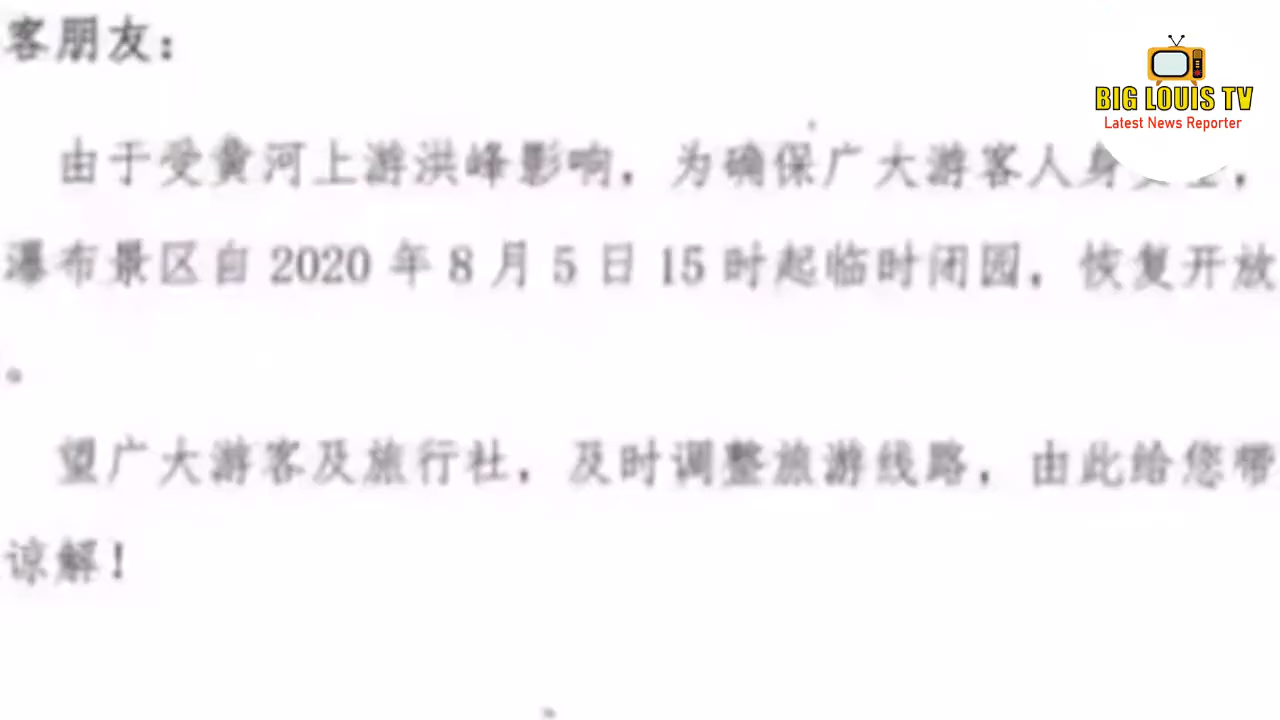 客朋友：
BIG LOUIS TV
Latest News Reporter
由于受黄河上游洪峰影响，为确保广大游客人身
瀑布景区自 2020 年 8 月 5 日 15 时起临时闭园，恢复开放
。
望广大游客及旅行社，及时调整旅游线路，由此给您带
谅解！